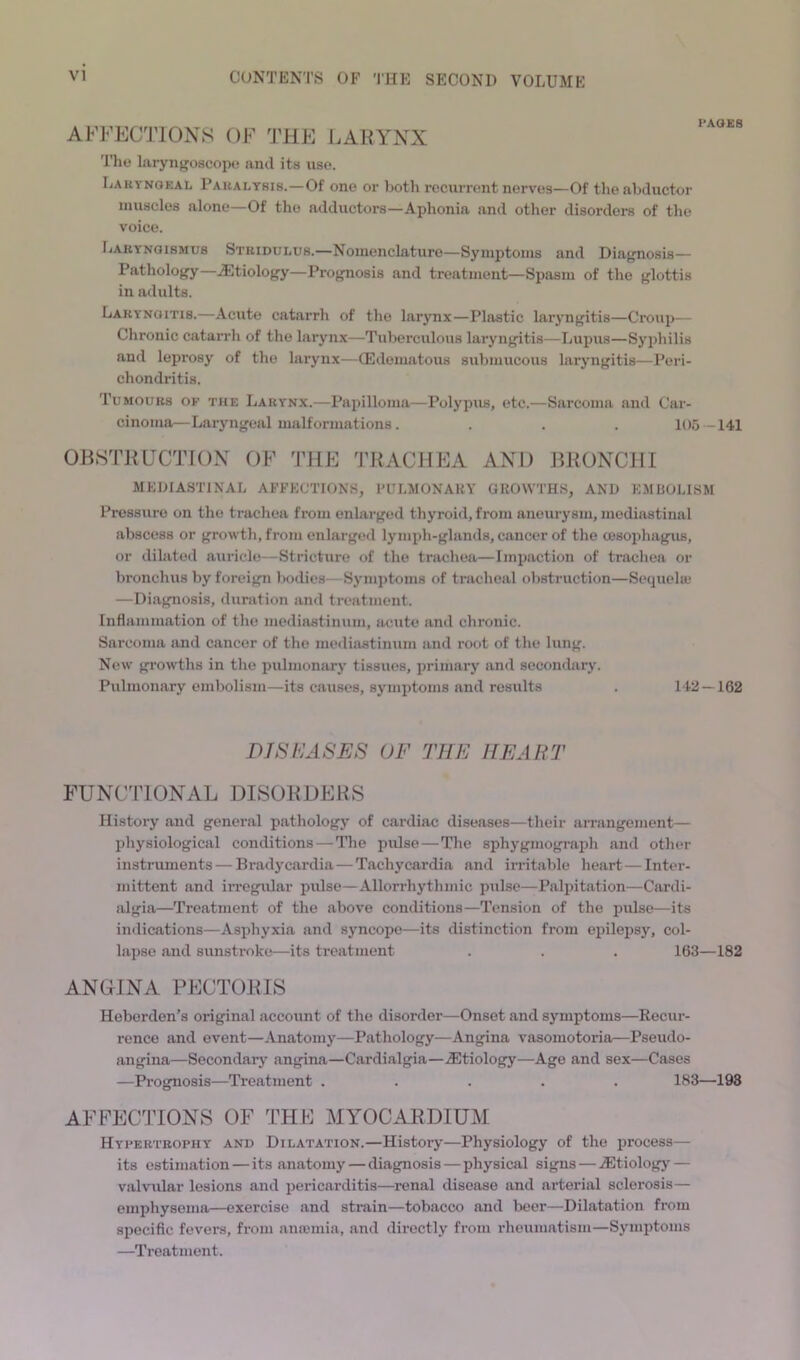 vi CONTENTS OF THE SECOND VOLUME
PAGES
AFFECTIONS OF THE LARYNX
The laryngoscope and its use.
Laryngeal Paralysis.—Of one or both recurrent nerves—Of the abductor
muscles alone—Of the adductors—Aphonia and other disorders of the
voice.
Laryngismus Stridulus.—Nomenclature—Symptoms and Diagnosis—
Pathology—Ætiology—Prognosis and treatment—Spasm of the glottis
in adults.
Laryngitis.—Acute catarrh of the larynx—Plastic laryngitis—Croup—
Chronic catarrh of the larynx—Tuberculous laryngitis—Lupus—Syphilis
and leprosy of the larynx—Œdematous submucous laryngitis—Peri-
chondritis.
Tumours of the Larynx.—Papilloma—Polypus, etc.—Sarcoma and Car-
cinoma—Laryngeal malformations. . . . 105–141
OBSTRUCTION OF THE TRACHEA AND BRONCHI
MEDIASTINAL AFFECTIONS, PULMONARY GROWTHS, AND EMBOLISM
Pressure on the trachea from enlarged thyroid, from aneurysm, mediastinal
abscess or growth, from enlarged lymph-glands, cancer of the œsophagus,
or dilated auricle—Stricture of the trachea—Impaction of trachea or
bronchus by foreign bodies—Symptoms of tracheal obstruction—Sequelæ
—Diagnosis, duration and treatment.
Inflammation of the mediastinum, acute and chronic.
Sarcoma and cancer of the mediastinum and root of the lung.
New growths in the pulmonary tissues, primary and secondary.
Pulmonary embolism—its causes, symptoms and results . 142—162
DISEASES OF THE HEART
FUNCTIONAL DISORDERS
History and general pathology of cardiac diseases—their arrangement—
physiological conditions—The pulse—The sphygmograph and other
instruments—Bradycardia—Tachycardia and irritable heart—Inter-
mittent and irregular pulse—Allorrhythmic pulse—Palpitation—Cardi-
algia—Treatment of the above conditions—Tension of the pulse—its
indications—Asphyxia and syncope—its distinction from epilepsy, col-
lapse and sunstroke—its treatment . . . 163—182
ANGINA PECTORIS
Heberden's original account of the disorder—Onset and symptoms—Recur-
rence and event—Anatomy—Pathology—Angina vasomotoria—Pseudo-
angina—Secondary angina—Cardialgia—Ætiology—Age and sex—Cases
—Prognosis—Treatment . . . . . 183—198
AFFECTIONS OF THE MYOCARDIUM
Hypertrophy and Dilatation.—History—Physiology of the process—
its estimation—its anatomy—diagnosis—physical signs—Ætiology—
valvular lesions and pericarditis—renal disease and arterial sclerosis—
emphysema—exercise and strain—tobacco and beer—Dilatation from
specific fevers, from anæmia, and directly from rheumatism—Symptoms
—Treatment.